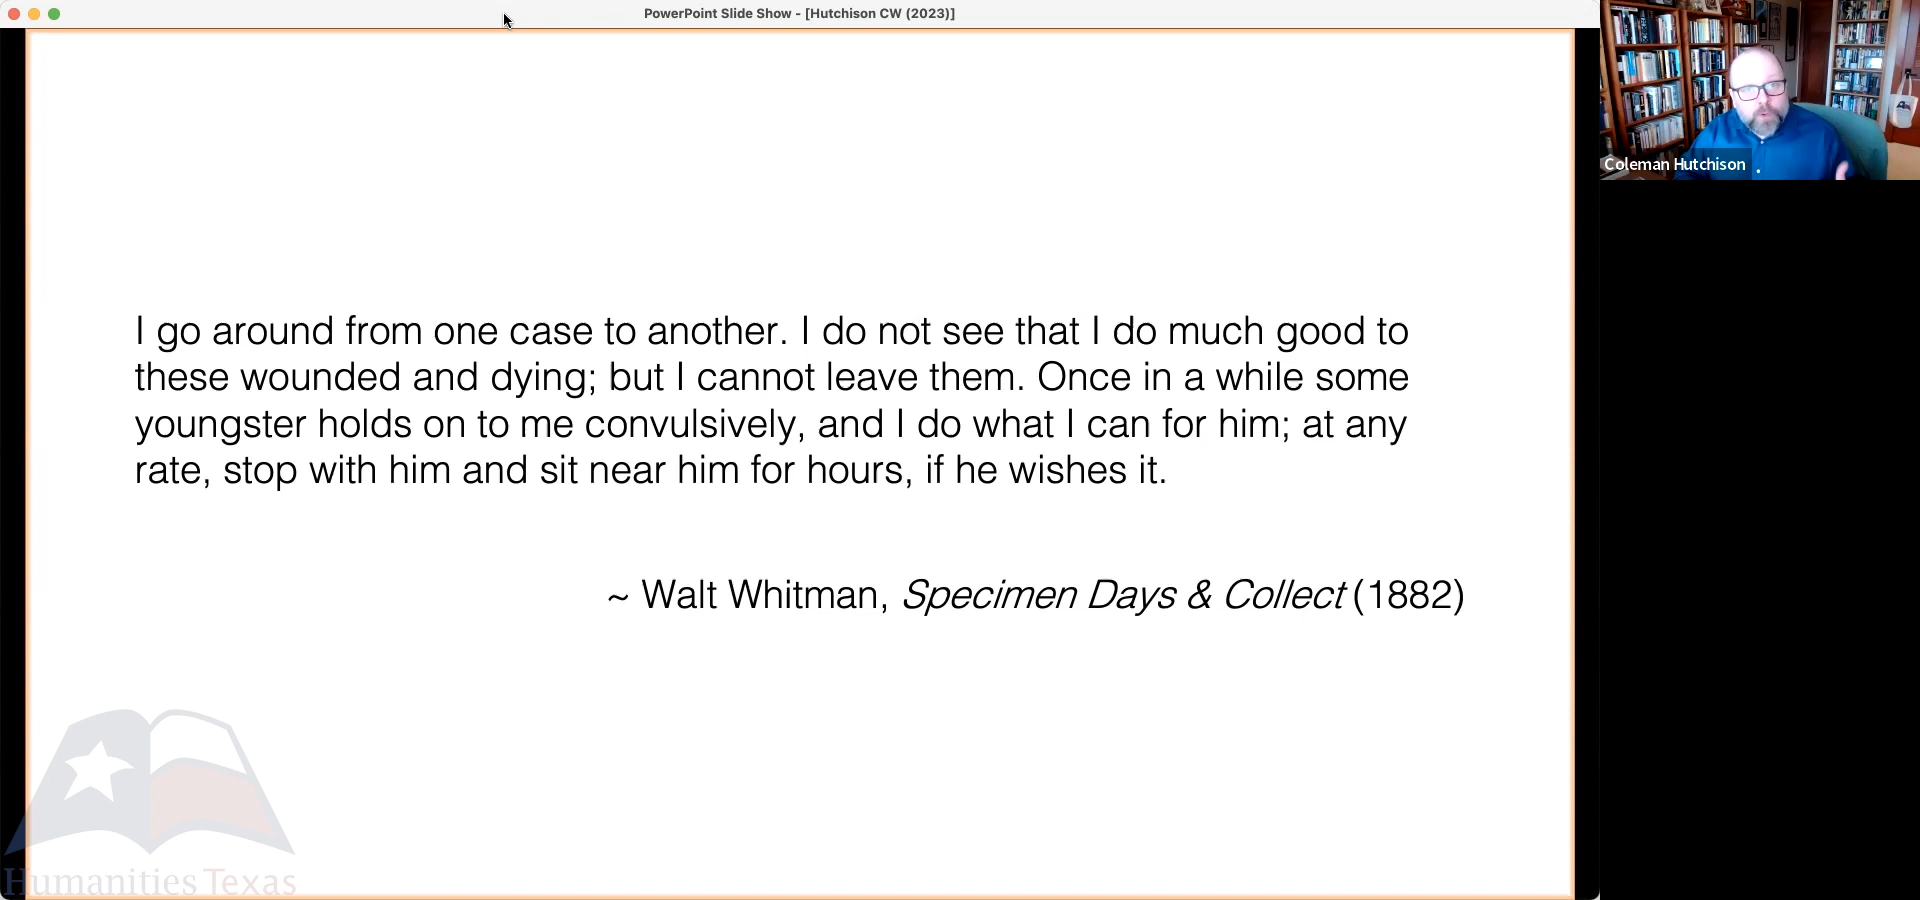 PowerPoint Slide Show - [Hutchison CW (2023)]
Coleman Hutchison
I go around from one case to another. I do not see that I do much good to
these wounded and dying; but I cannot leave them. Once in a while some
youngster holds on to me convulsively, and I do what I can for him; at any
rate, stop with him and sit near him for hours, if he wishes it.
~ Walt Whitman, Specimen Days & Collect (1882)
Humanities Texas